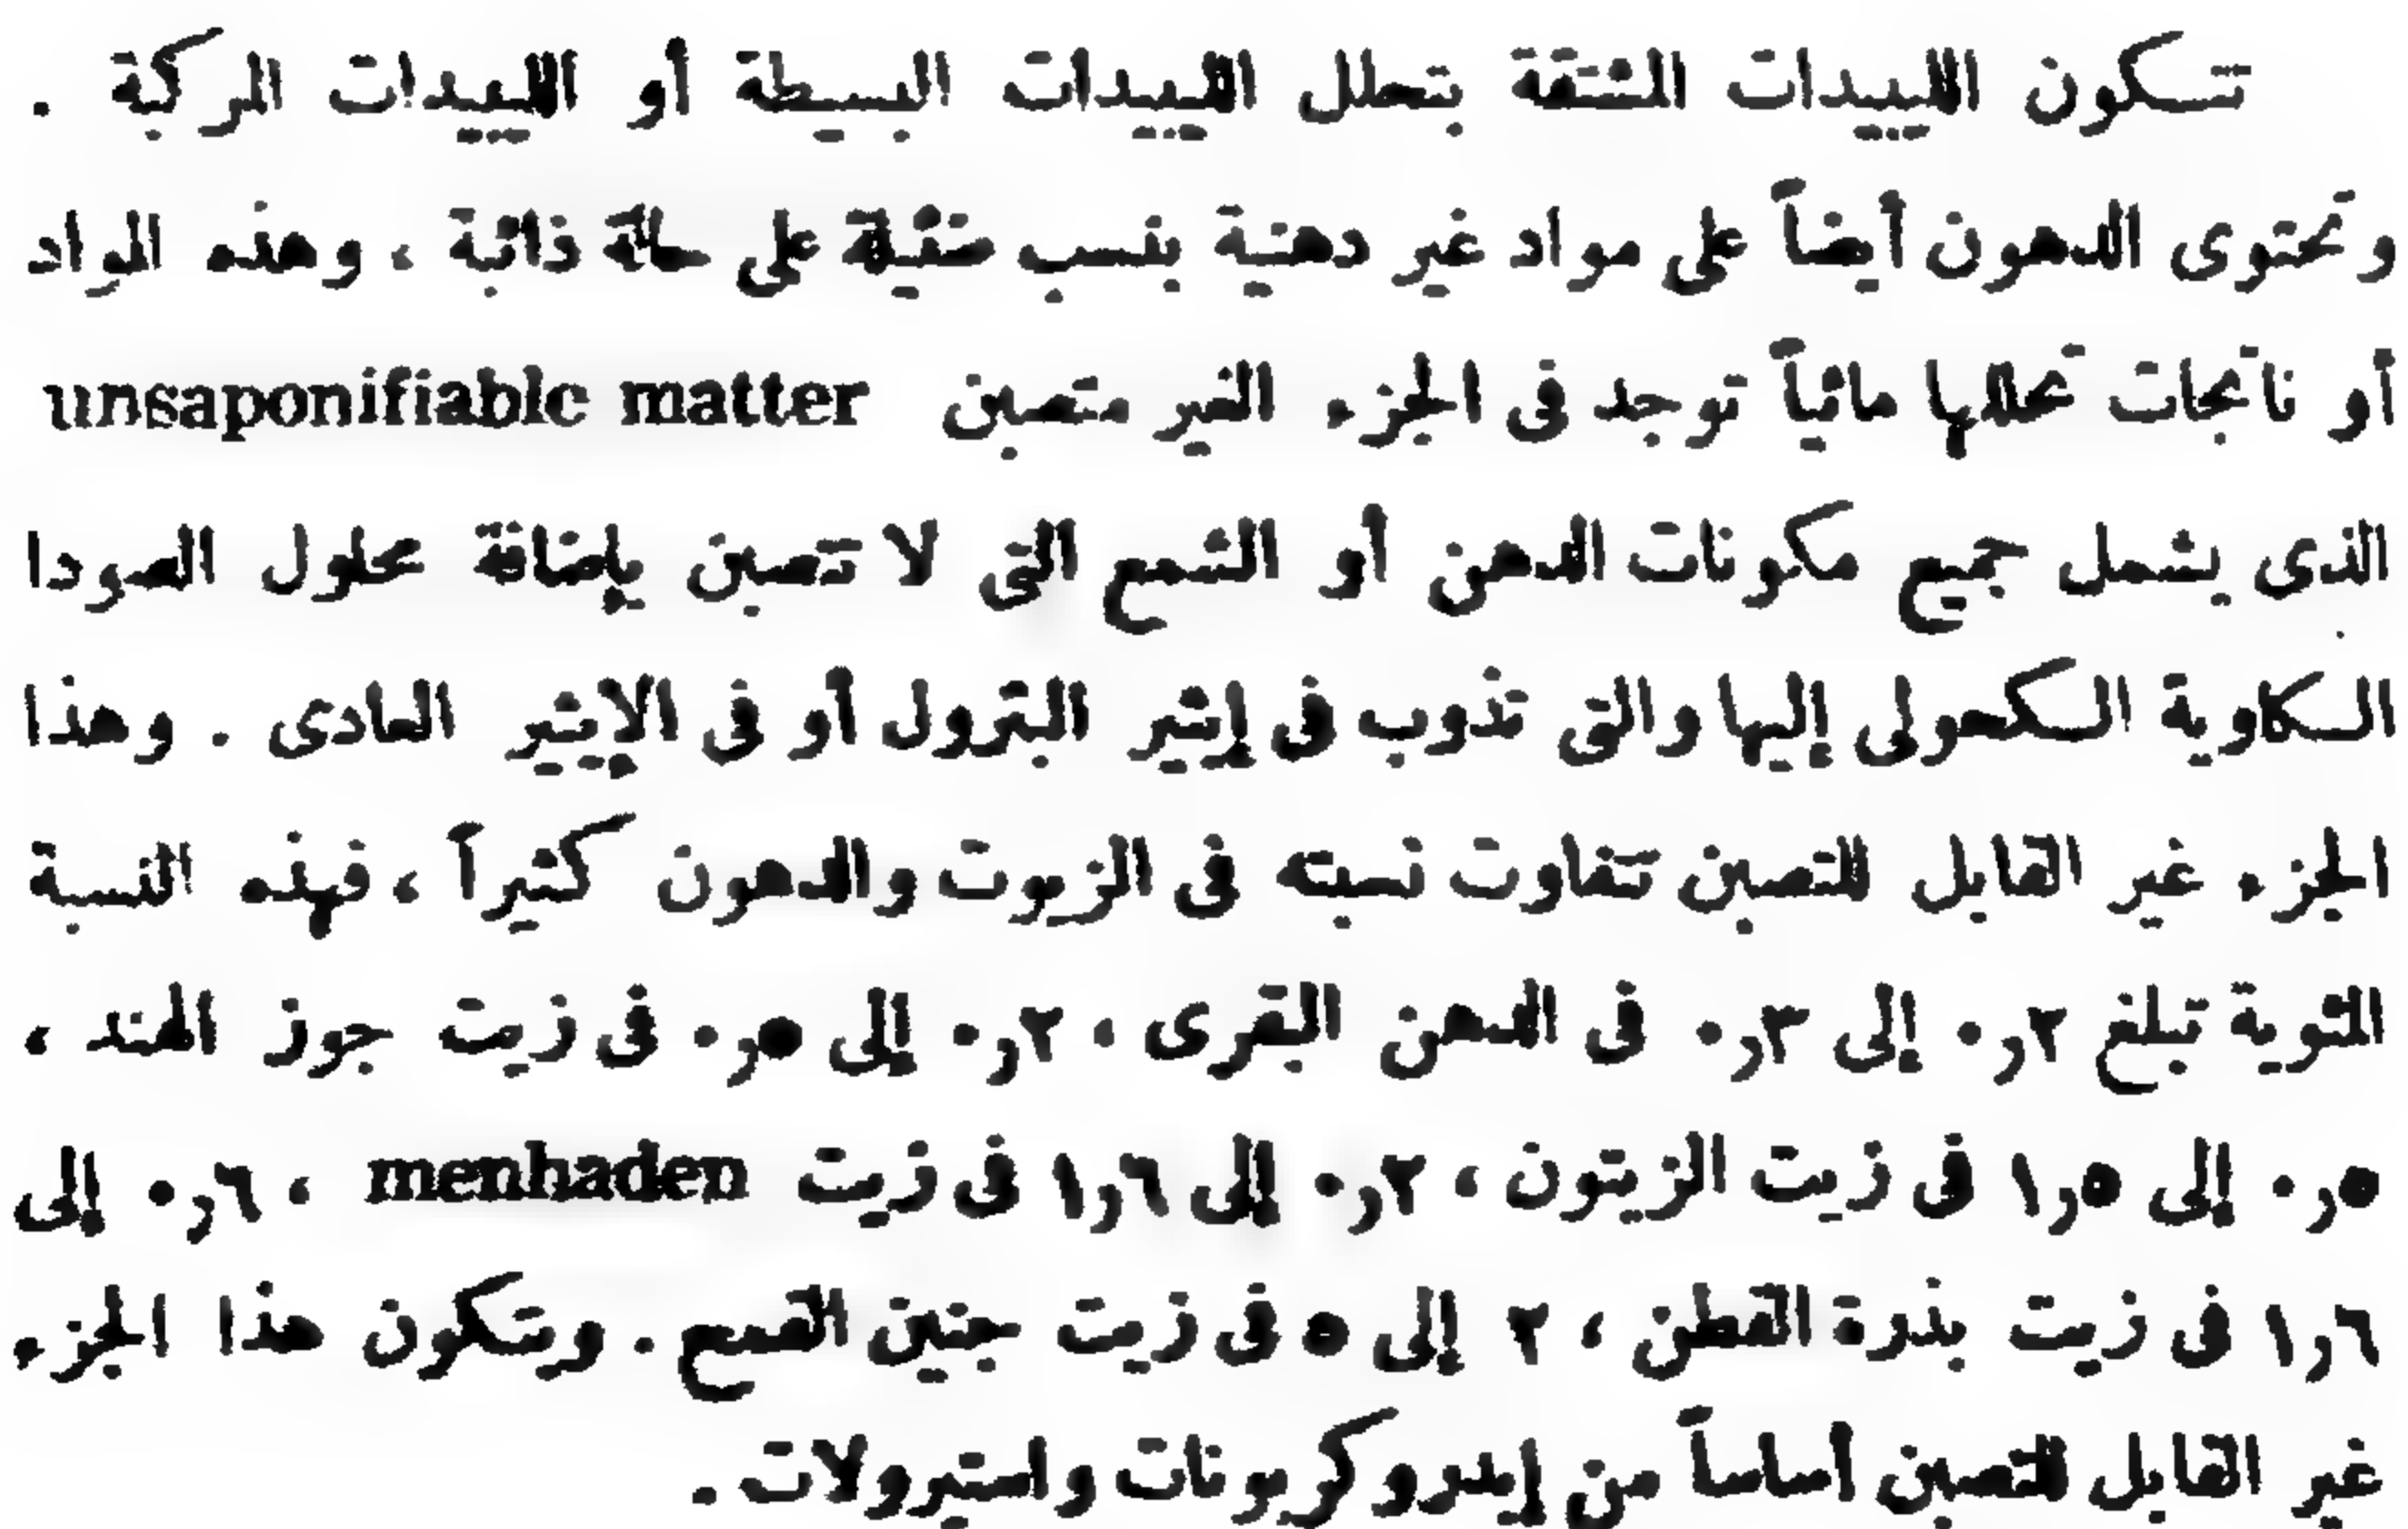 تتكون الليبدات المشتقة بتحلل الليبدات البسيطة أو الليبدات المركبة .
وتحتوى الدهون أيضاً على مواد غير دهنية بنسب ضئيلة على حالة ذائبة ، وهذه المواد
أو ناتجات تحللها مائياً توجد فى الجزء الغير متصبن unsaponifiable matter
الذى يشمل جميع مكونات الدهن أو الشمع التى لا تتصبن بإضافة محلول الصودا
الكاوية الكحولى إليها والتى تذوب فى إيثير البترول أو فى الإيثير العادى . وهذا
الجزء غير القابل للتصبن تتفاوت نسبته فى الزيوت والدهون كثيراً ، فهذه النسبة
المئوية تبلغ ٠٫٢ إلى ٠٫٣ فى الدهن البقرى ، ٠٫٢ إلى ٠٫٥ فى زيت جوز الهند ،
٠٫٥ إلى ١٫٥ فى زيت الزيتون ، ٠٫٢ إلى ١٫٦ فى زيت menhaden ، ٠٫٦ إلى
١٫٦ فى زيت بذرة القطن ، ٢ إلى ٥ فى زيت جنين القمح . ويتكون هذا الجزء
غير القابل للتصبن أساساً من إيدروكربونات واستيرولات .